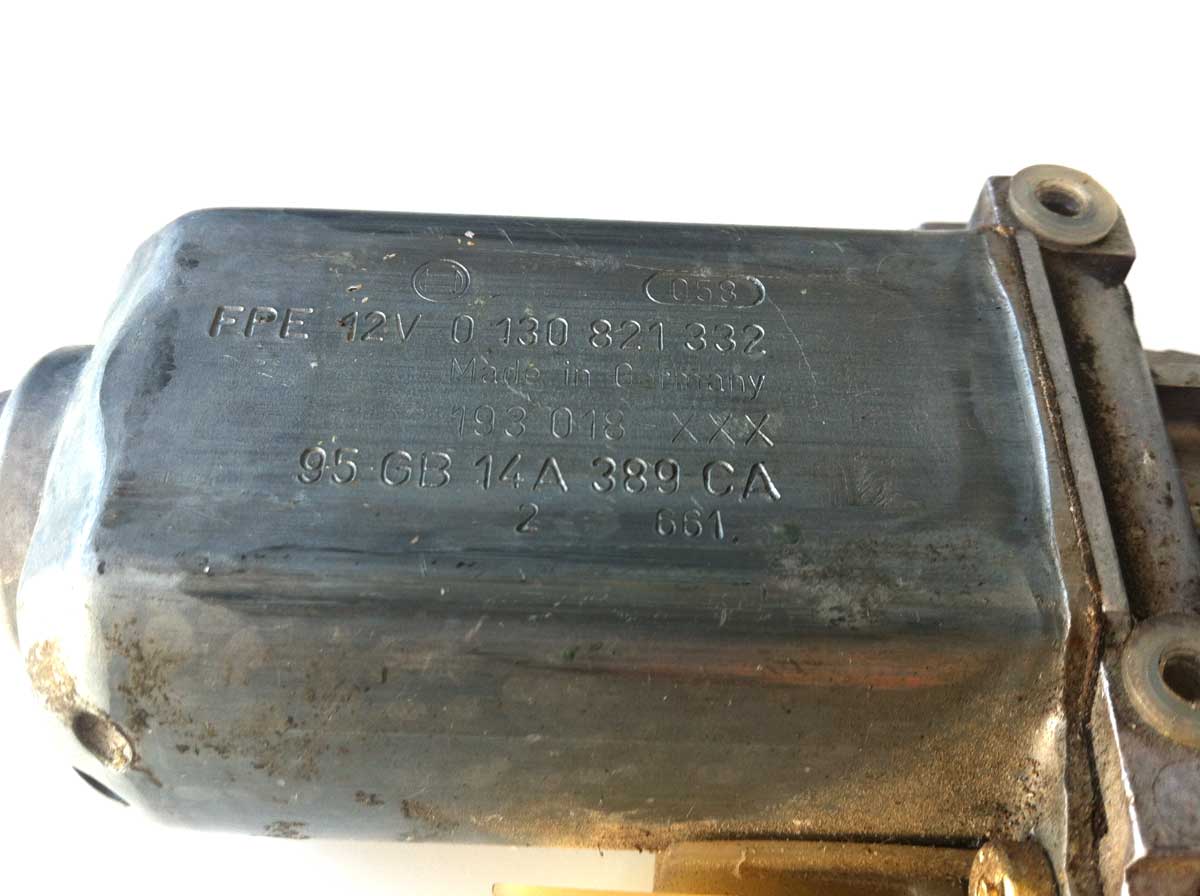 058
FPE 12V 0 130 821 332
Made in Germany
193 018 XXX
95 GB 14A 389 CA
2 661.